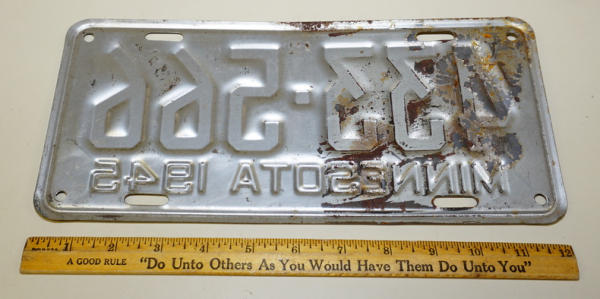 33·566
MINNESOTA 1945
1 2 3 4 5 6 7 8 9 10 11 12
A GOOD RULE "Do Unto Others As You Would Have Them Do Unto You"